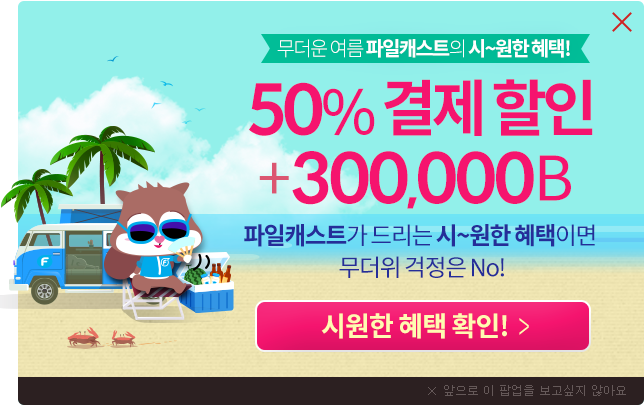 무더운 여름 파일캐스트의 시~원한 혜택!
50% 결제 할인
+300,000B
파일캐스트가 드리는 시~원한 혜택이면
무더위 걱정은 No!
F
시원한 혜택 확인! >
× 앞으로 이 팝업을 보고싶지 않아요